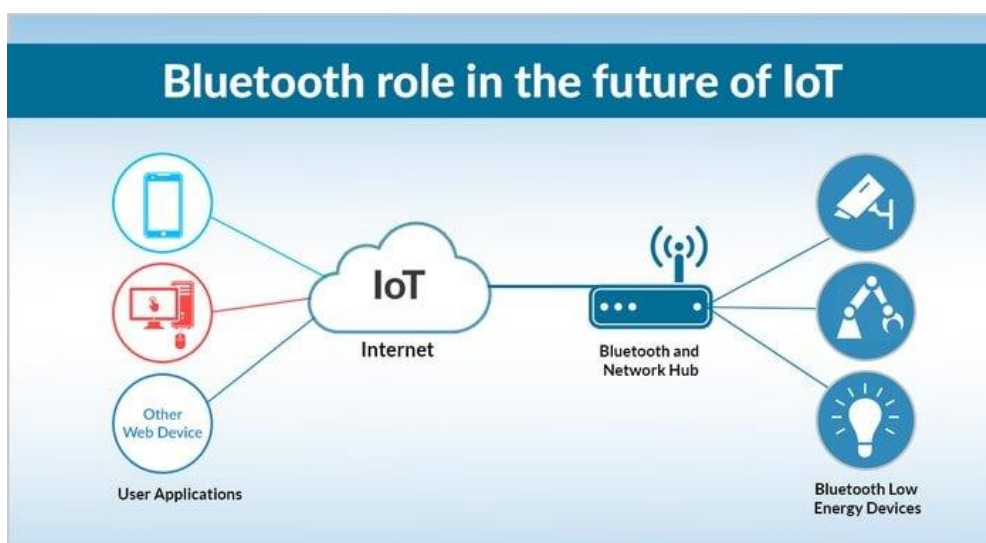 Bluetooth role in the future of IoT
IoT
Internet
Other
Web Device
User Applications
Bluetooth and
Network Hub
Bluetooth Low
Energy Devices